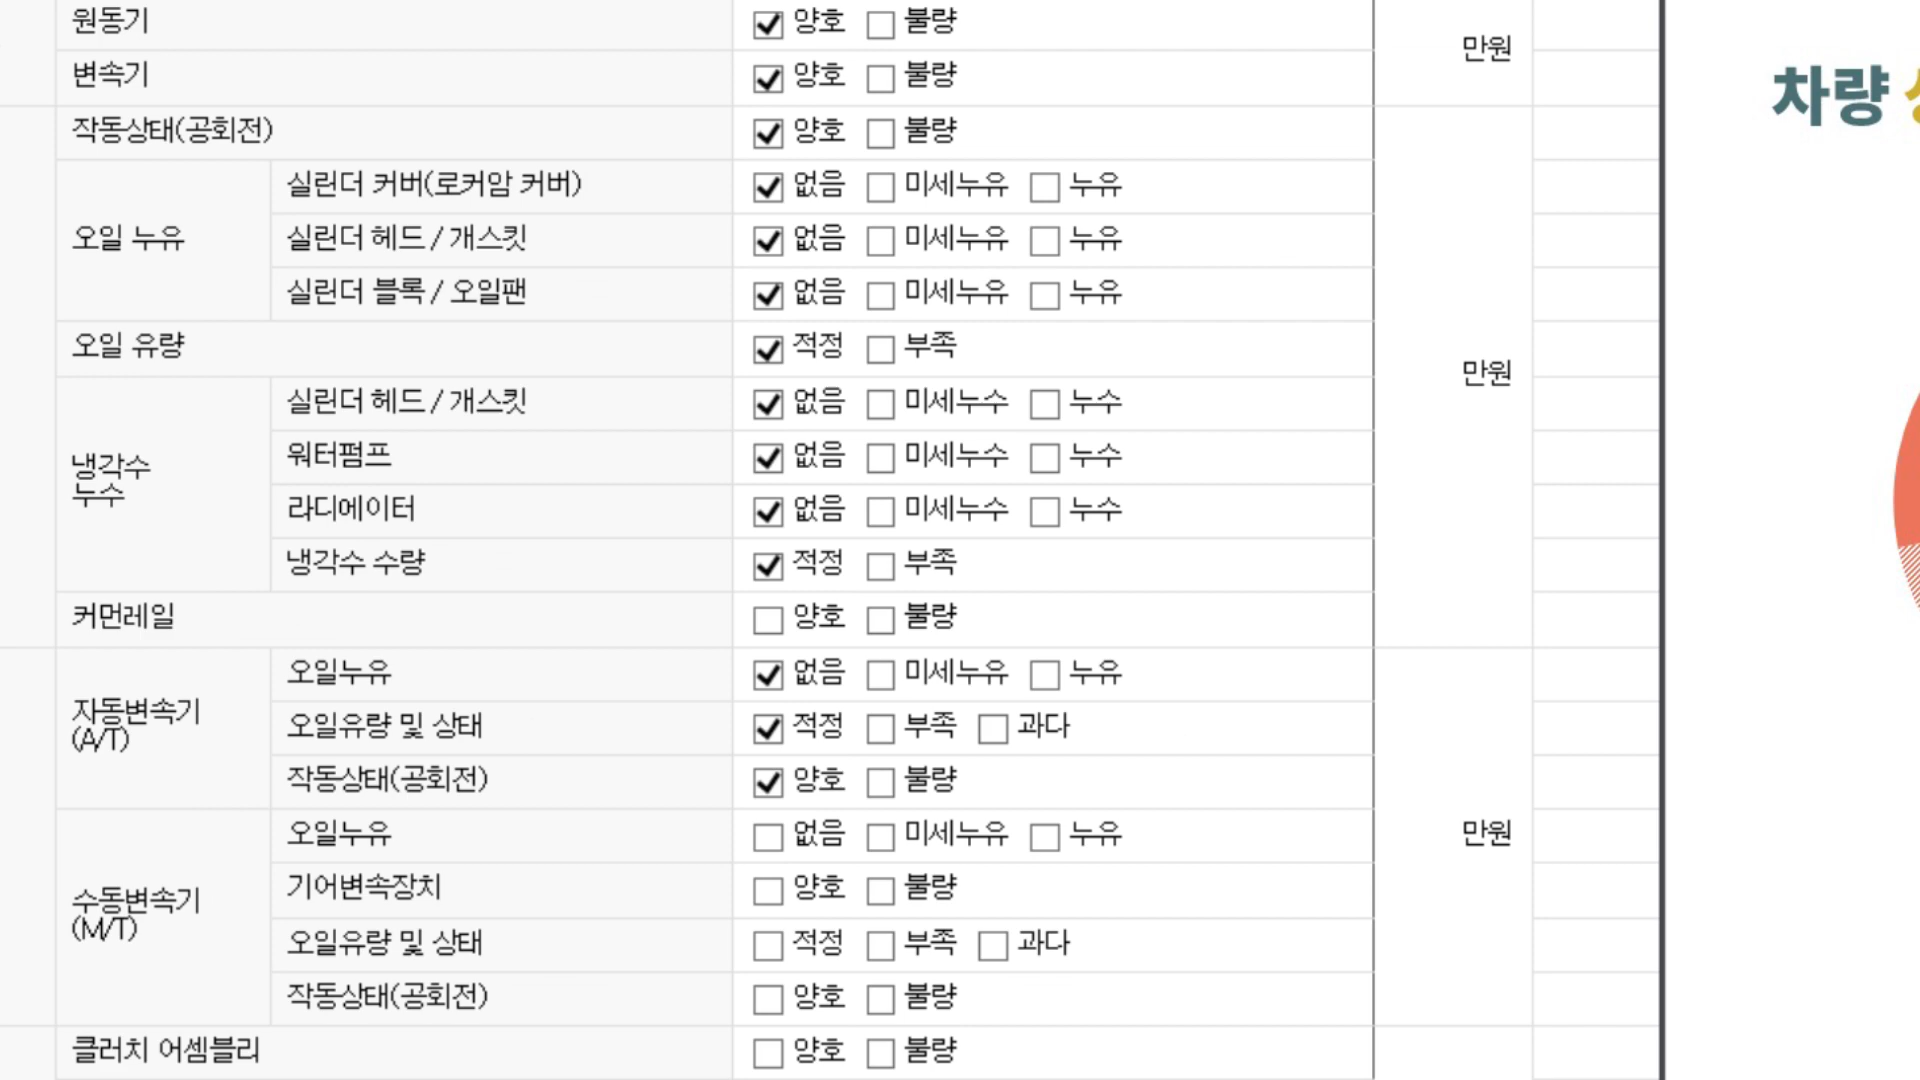 원동기 ☑ 양호 ☐ 불량
만원
변속기 ☑ 양호 ☐ 불량
차량
작동상태(공회전) ☑ 양호 ☐ 불량
오일 누유
실린더 커버(로커암 커버) ☑ 없음 ☐ 미세누유 ☐ 누유
실린더 헤드 / 개스킷 ☑ 없음 ☐ 미세누유 ☐ 누유
실린더 블록 / 오일팬 ☑ 없음 ☐ 미세누유 ☐ 누유
오일 유량 ☑ 적정 ☐ 부족
만원
냉각수
누수
실린더 헤드 / 개스킷 ☑ 없음 ☐ 미세누수 ☐ 누수
워터펌프 ☑ 없음 ☐ 미세누수 ☐ 누수
라디에이터 ☑ 없음 ☐ 미세누수 ☐ 누수
냉각수 수량 ☑ 적정 ☐ 부족
커먼레일 ☐ 양호 ☐ 불량
자동변속기
(A/T)
오일누유 ☑ 없음 ☐ 미세누유 ☐ 누유
오일유량 및 상태 ☑ 적정 ☐ 부족 ☐ 과다
작동상태(공회전) ☑ 양호 ☐ 불량
수동변속기
(M/T)
오일누유 ☐ 없음 ☐ 미세누유 ☐ 누유
만원
기어변속장치 ☐ 양호 ☐ 불량
오일유량 및 상태 ☐ 적정 ☐ 부족 ☐ 과다
작동상태(공회전) ☐ 양호 ☐ 불량
클러치 어셈블리 ☐ 양호 ☐ 불량